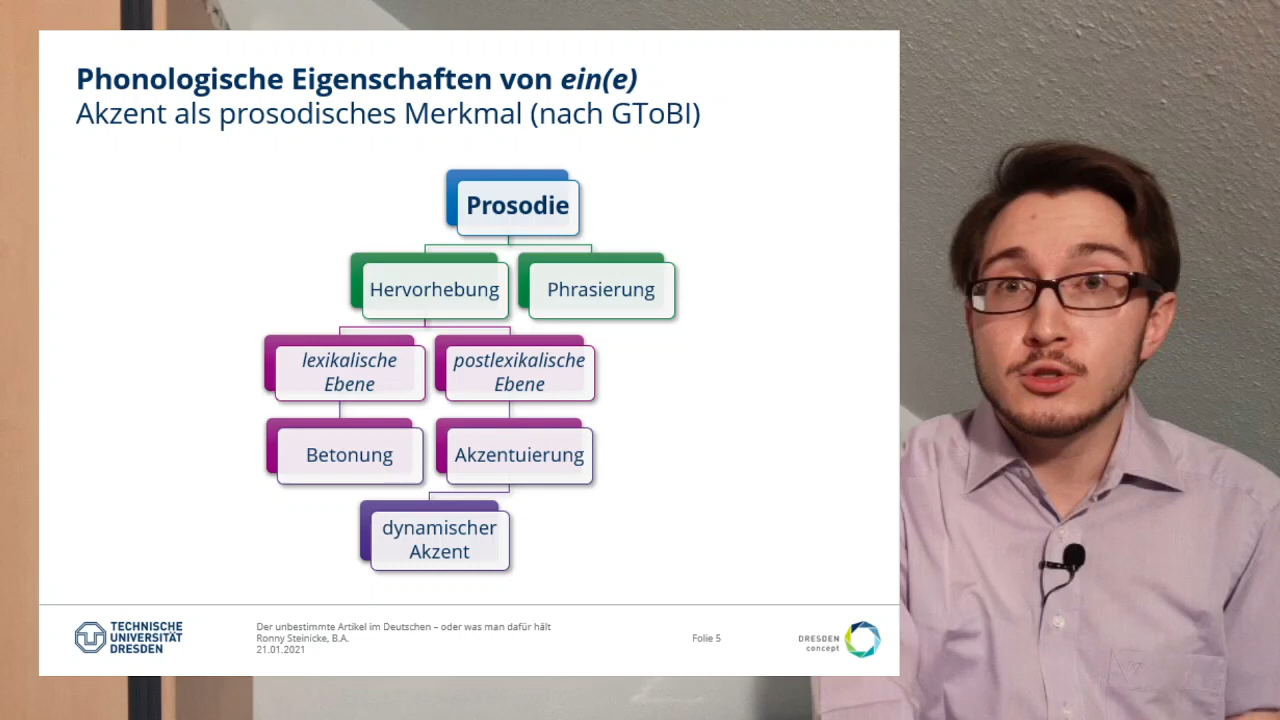 Phonologische Eigenschaften von ein(e)
Akzent als prosodisches Merkmal (nach GToBI)
Prosodie
Hervorhebung
Phrasierung
lexikalische
Ebene
postlexikalische
Ebene
Betonung
Akzentuierung
dynamischer
Akzent
TECHNISCHE
UNIVERSITÄT
DRESDEN
Der unbestimmte Artikel im Deutschen – oder was man dafür hält
Ronny Steinicke, B.A.
21.01.2021
Folie 5
DRESDEN
concept